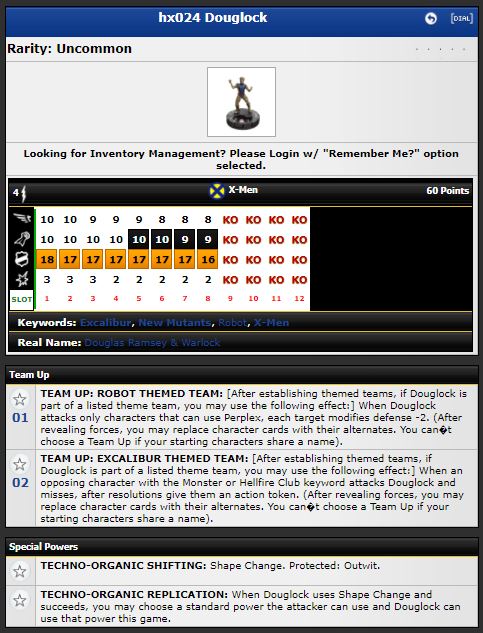 hx024 Douglock
[DIAL]
Rarity: Uncommon
· · · · ·
Looking for Inventory Management? Please Login w/ "Remember Me?" option
selected.
4 X-Men 60 Points
10 10 9 9 9 8 8 8 KO KO KO KO
10 10 10 10 10 10 9 9 KO KO KO KO
18 17 17 17 17 17 17 16 KO KO KO KO
3 3 3 2 2 2 2 2 KO KO KO KO
SLOT 1 2 3 4 5 6 7 8 9 10 11 12
Keywords: Excalibur, New Mutants, Robot, X-Men
Real Name: Douglas Ramsey & Warlock
Team Up
01
TEAM UP: ROBOT THEMED TEAM: [After establishing themed teams, if Douglock is
part of a listed theme team, you may use the following effect:] When Douglock
attacks only characters that can use Perplex, each target modifies defense -2. (After
revealing forces, you may replace character cards with their alternates. You can�t
choose a Team Up if your starting characters share a name).
02
TEAM UP: EXCALIBUR THEMED TEAM: [After establishing themed teams, if
Douglock is part of a listed theme team, you may use the following effect:] When an
opposing character with the Monster or Hellfire Club keyword attacks Douglock and
misses, after resolutions give them an action token. (After revealing forces, you may
replace character cards with their alternates. You can�t choose a Team Up if your
starting characters share a name).
Special Powers
TECHNO-ORGANIC SHIFTING: Shape Change. Protected: Outwit.
TECHNO-ORGANIC REPLICATION: When Douglock uses Shape Change and
succeeds, you may choose a standard power the attacker can use and Douglock can
use that power this game.